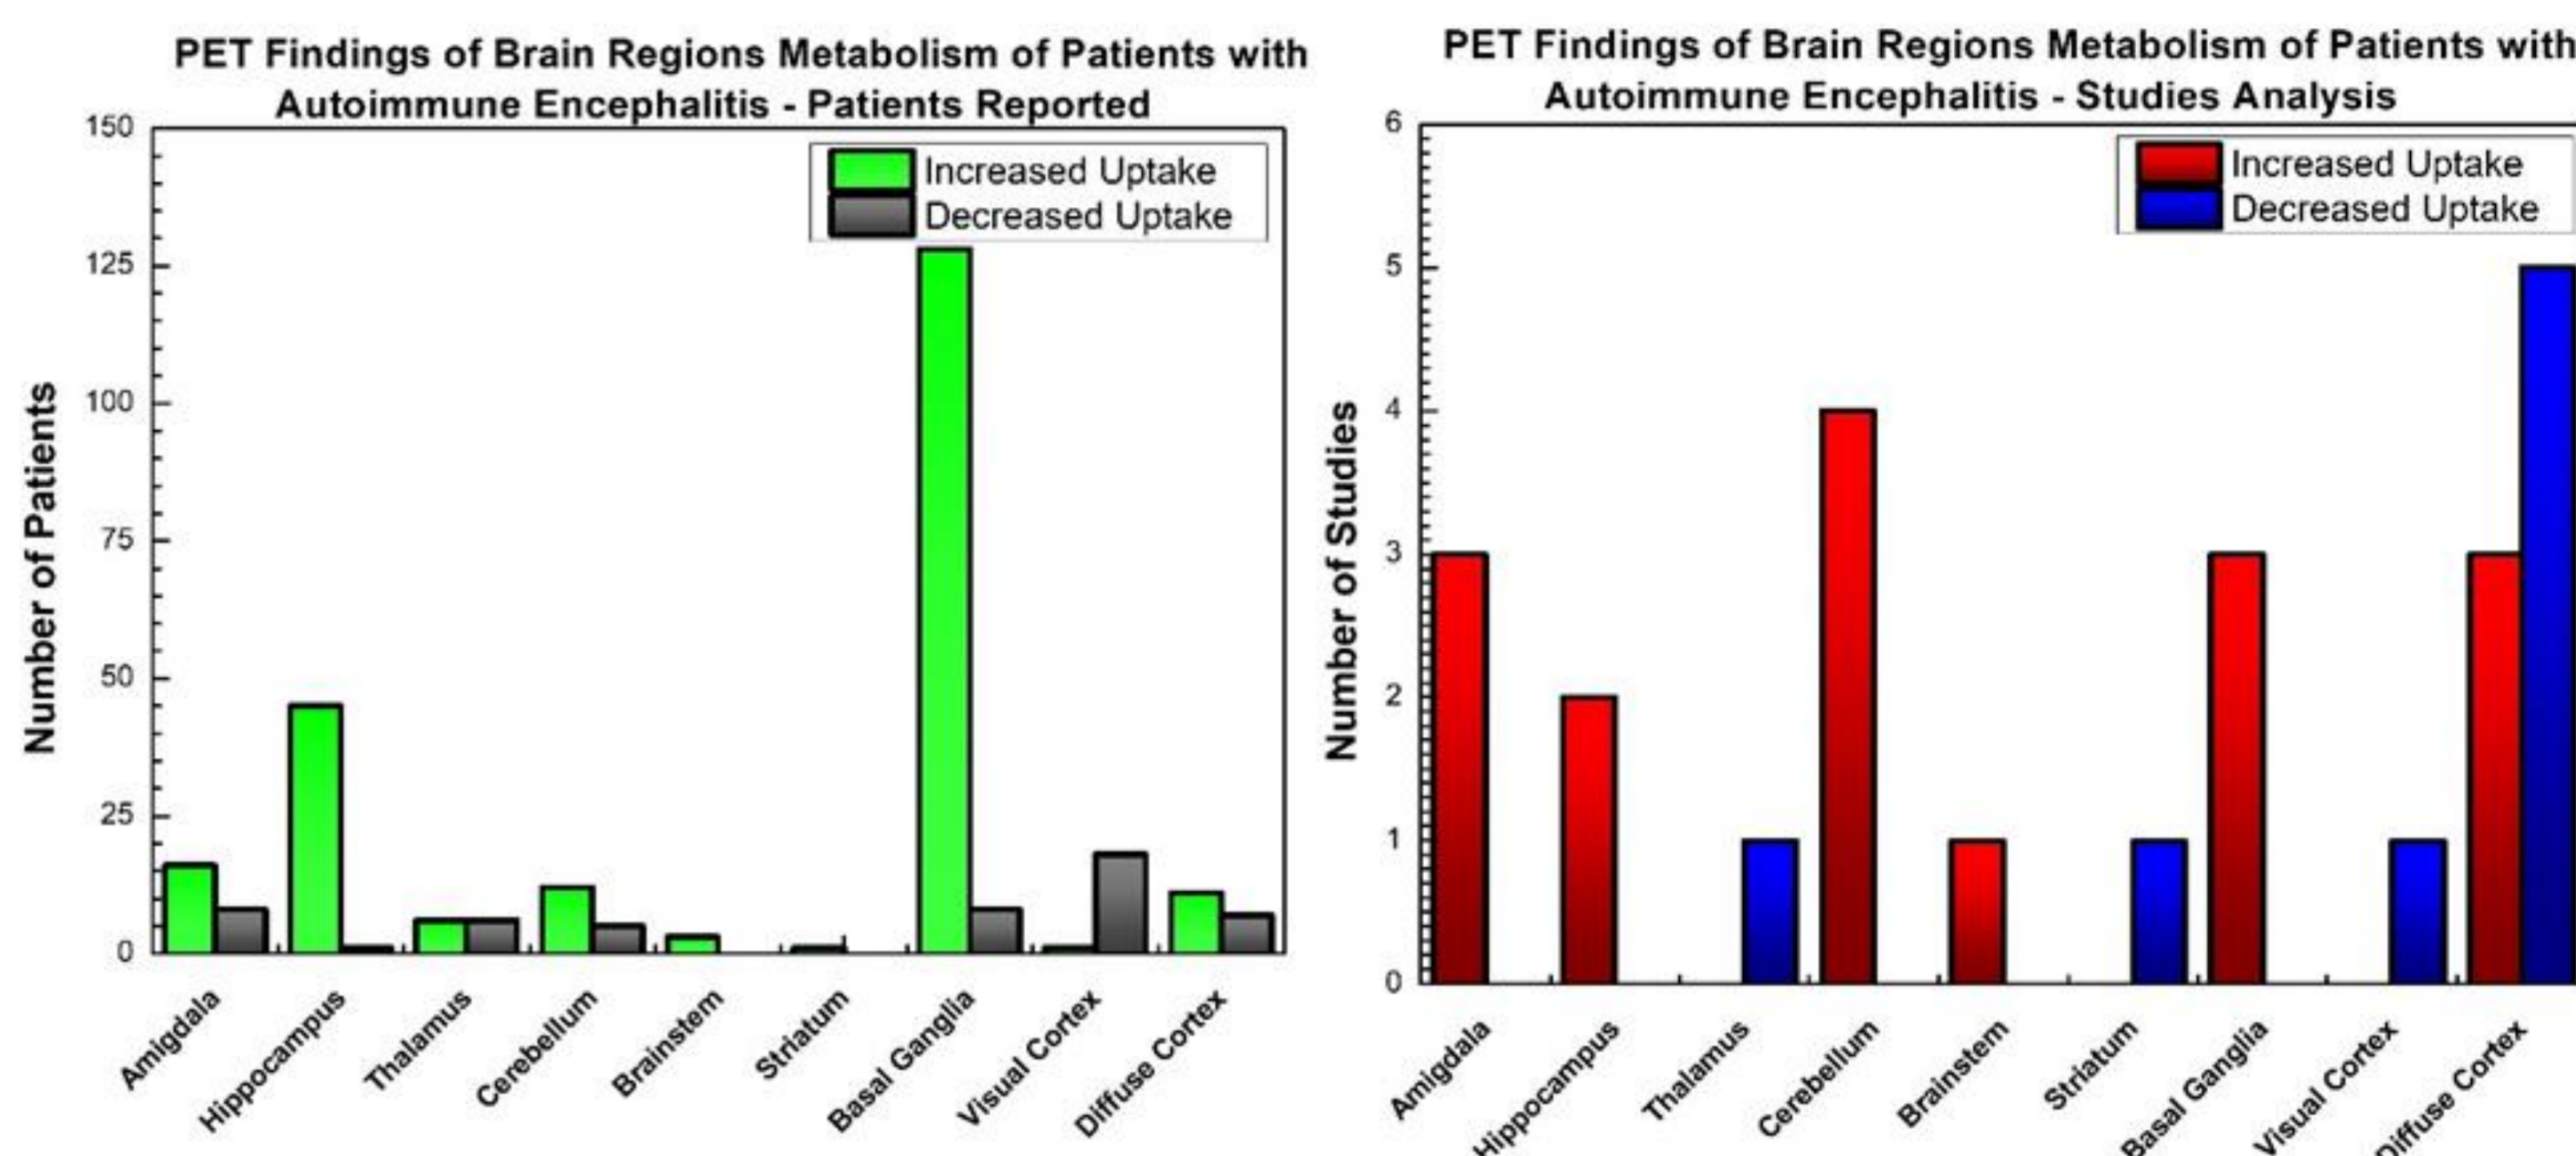 PET Findings of Brain Regions Metabolism of Patients with
Autoimmune Encephalitis - Patients Reported
Increased Uptake
Decreased Uptake
Number of Patients
150
125
100
75
50
25
0
Amigdala
Hippocampus
Thalamus
Cerebellum
Brainstem
Striatum
Basal Ganglia
Visual Cortex
Diffuse Cortex
PET Findings of Brain Regions Metabolism of Patients with
Autoimmune Encephalitis - Studies Analysis
Increased Uptake
Decreased Uptake
Number of Studies
6
5
4
3
2
1
0
Amigdala
Hippocampus
Thalamus
Cerebellum
Brainstem
Striatum
Basal Ganglia
Visual Cortex
Diffuse Cortex